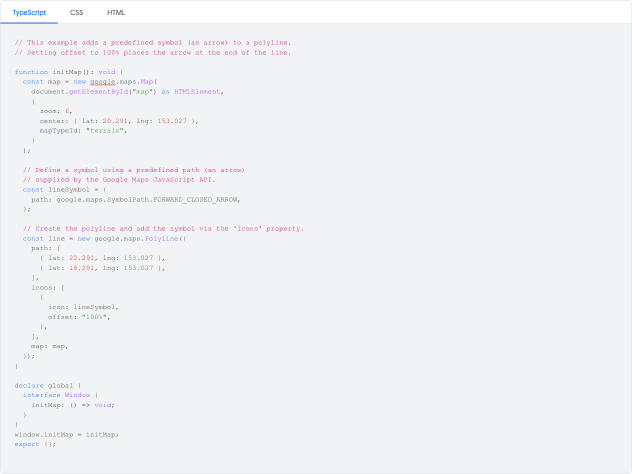 TypeScript CSS HTML
// This example adds a predefined symbol (an arrow) to a polyline.
// Setting offset to 100% places the arrow at the end of the line.
function initMap(): void {
const map = new google.maps.Map(
document.getElementById("map") as HTMLElement,
{
zoom: 6,
center: { lat: 20.291, lng: 153.027 },
mapTypeId: "terrain",
}
);
// Define a symbol using a predefined path (an arrow)
// supplied by the Google Maps JavaScript API.
const lineSymbol = {
path: google.maps.SymbolPath.FORWARD_CLOSED_ARROW,
};
// Create the polyline and add the symbol via the 'icons' property.
const line = new google.maps.Polyline({
path: [
{ lat: 22.291, lng: 153.027 },
{ lat: 18.291, lng: 153.027 },
],
icons: [
{
icon: lineSymbol,
offset: "100%",
},
],
map: map,
});
}
declare global {
interface Window {
initMap: () => void;
}
}
window.initMap = initMap;
export {};